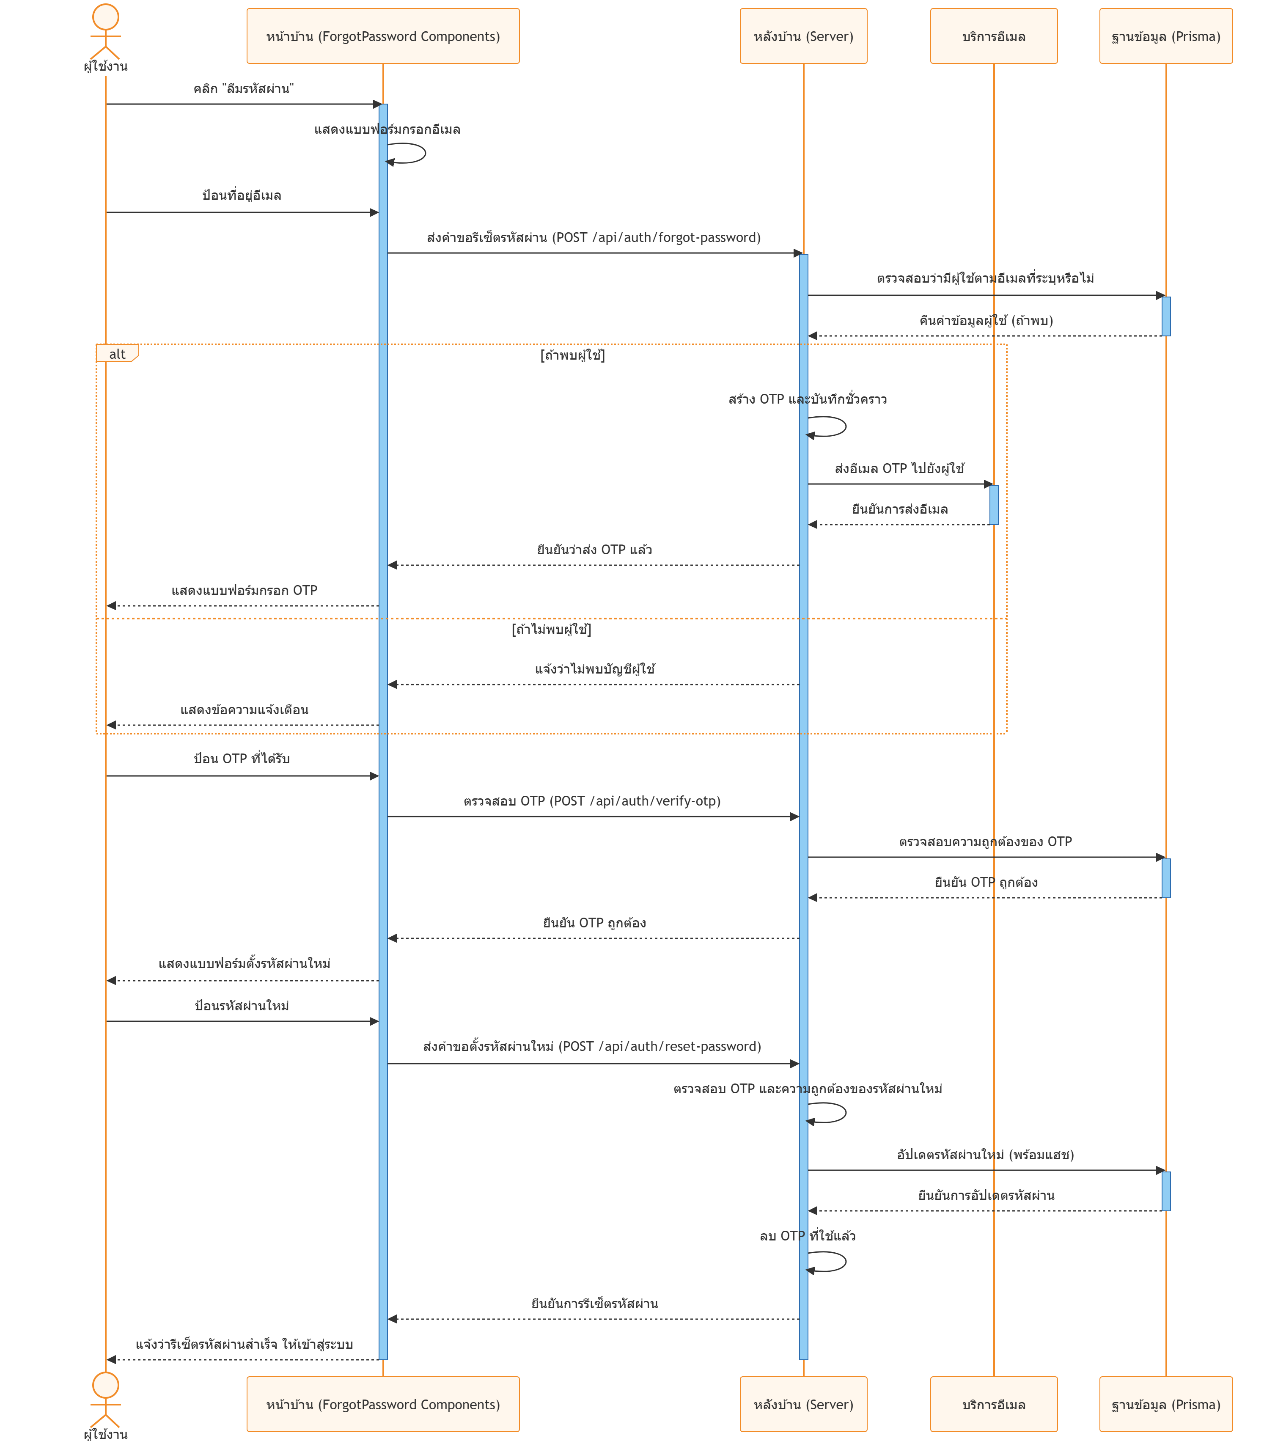 หน้าบ้าน (ForgotPassword Components)
หลังบ้าน (Server)
บริการอีเมล
ฐานข้อมูล (Prisma)
ผู้ใช้งาน
คลิก "ลืมรหัสผ่าน"
แสดงแบบฟอร์มกรอกอีเมล
ป้อนที่อยู่อีเมล
ส่งคำขอรีเซ็ตรหัสผ่าน (POST /api/auth/forgot-password)
ตรวจสอบว่ามีผู้ใช้ตามอีเมลที่ระบุหรือไม่
คืนค่าข้อมูลผู้ใช้ (ถ้าพบ)
alt
[ถ้าพบผู้ใช้]
สร้าง OTP และบันทึกชั่วคราว
ส่งอีเมล OTP ไปยังผู้ใช้
ยืนยันการส่งอีเมล
ยืนยันว่าส่ง OTP แล้ว
แสดงแบบฟอร์มกรอก OTP
[ถ้าไม่พบผู้ใช้]
แจ้งว่าไม่พบบัญชีผู้ใช้
แสดงข้อความแจ้งเตือน
ป้อน OTP ที่ได้รับ
ตรวจสอบ OTP (POST /api/auth/verify-otp)
ตรวจสอบความถูกต้องของ OTP
ยืนยัน OTP ถูกต้อง
ยืนยัน OTP ถูกต้อง
แสดงแบบฟอร์มตั้งรหัสผ่านใหม่
ป้อนรหัสผ่านใหม่
ส่งคำขอตั้งรหัสผ่านใหม่ (POST /api/auth/reset-password)
ตรวจสอบ OTP และความถูกต้องของรหัสผ่านใหม่
อัปเดตรหัสผ่านใหม่ (พร้อมแฮช)
ยืนยันการอัปเดตรหัสผ่าน
ลบ OTP ที่ใช้แล้ว
ยืนยันการรีเซ็ตรหัสผ่าน
แจ้งว่ารีเซ็ตรหัสผ่านสำเร็จ ให้เข้าสู่ระบบ
หน้าบ้าน (ForgotPassword Components)
หลังบ้าน (Server)
บริการอีเมล
ฐานข้อมูล (Prisma)
ผู้ใช้งาน